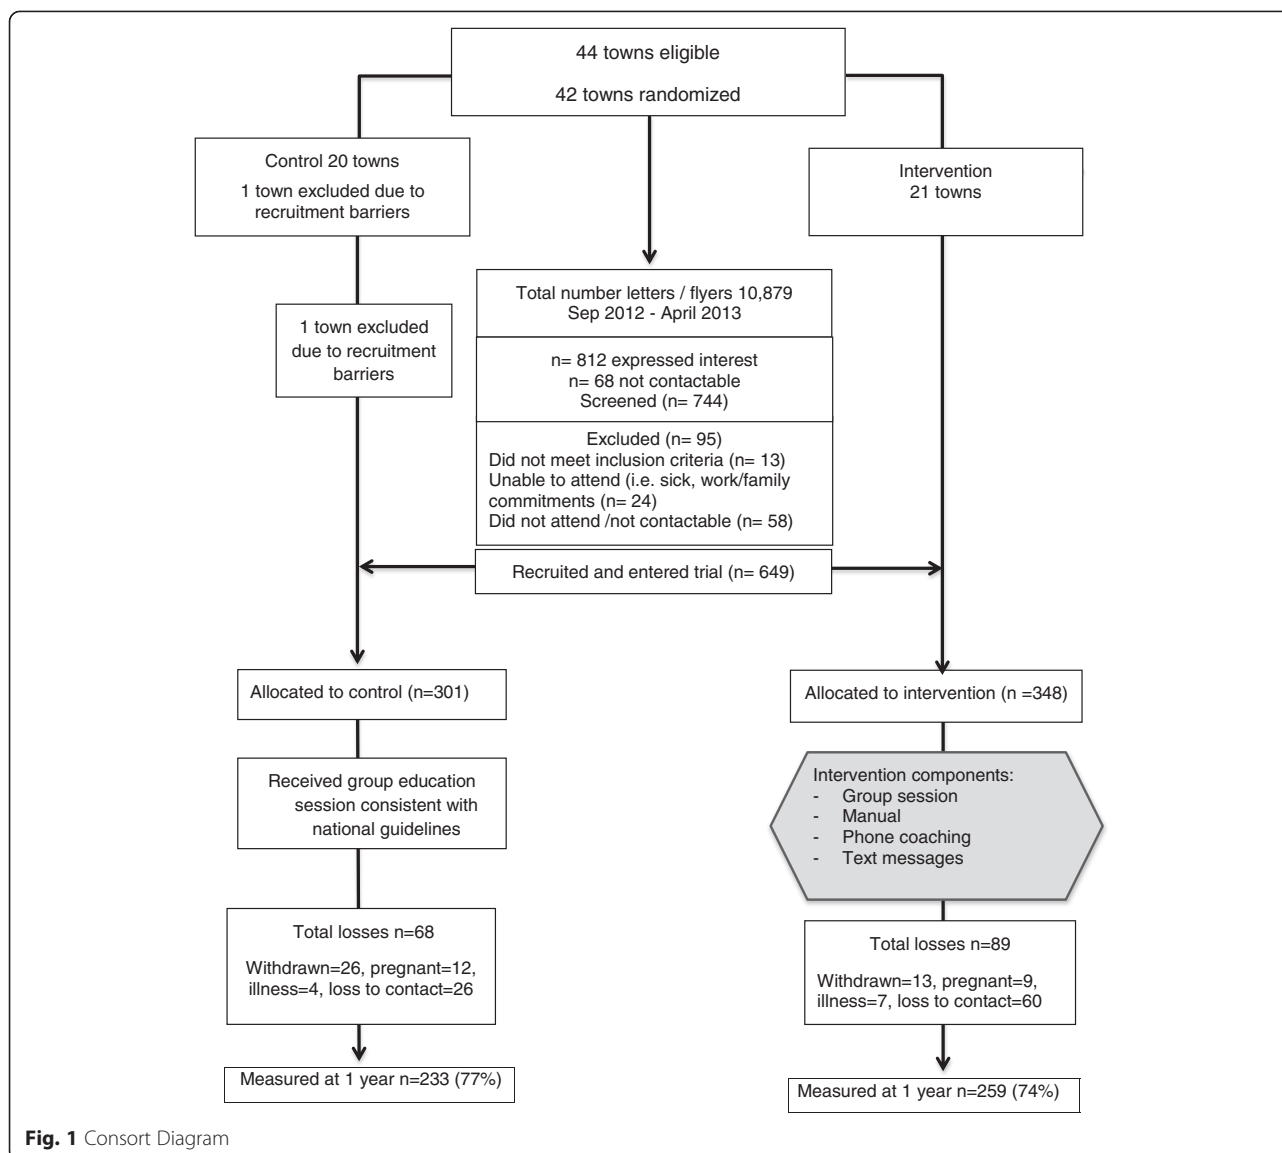 44 towns eligible
42 towns randomized
Control 20 towns
1 town excluded due to
recruitment barriers
Intervention
21 towns
1 town excluded
due to recruitment
barriers
Total number letters / flyers 10,879
Sep 2012 - April 2013
n= 812 expressed interest
n= 68 not contactable
Screened (n= 744)
Excluded (n= 95)
Did not meet inclusion criteria (n= 13)
Unable to attend (i.e. sick, work/family
commitments (n= 24)
Did not attend /not contactable (n= 58)
Recruited and entered trial (n= 649)
Allocated to control (n=301)
Allocated to intervention (n =348)
Received group education
session consistent with
national guidelines
Intervention components:
- Group session
- Manual
- Phone coaching
- Text messages
Total losses n=68
Withdrawn=26, pregnant=12,
illness=4, loss to contact=26
Total losses n=89
Withdrawn=13, pregnant=9,
illness=7, loss to contact=60
Measured at 1 year n=233 (77%)
Measured at 1 year n=259 (74%)
Fig. 1 Consort Diagram